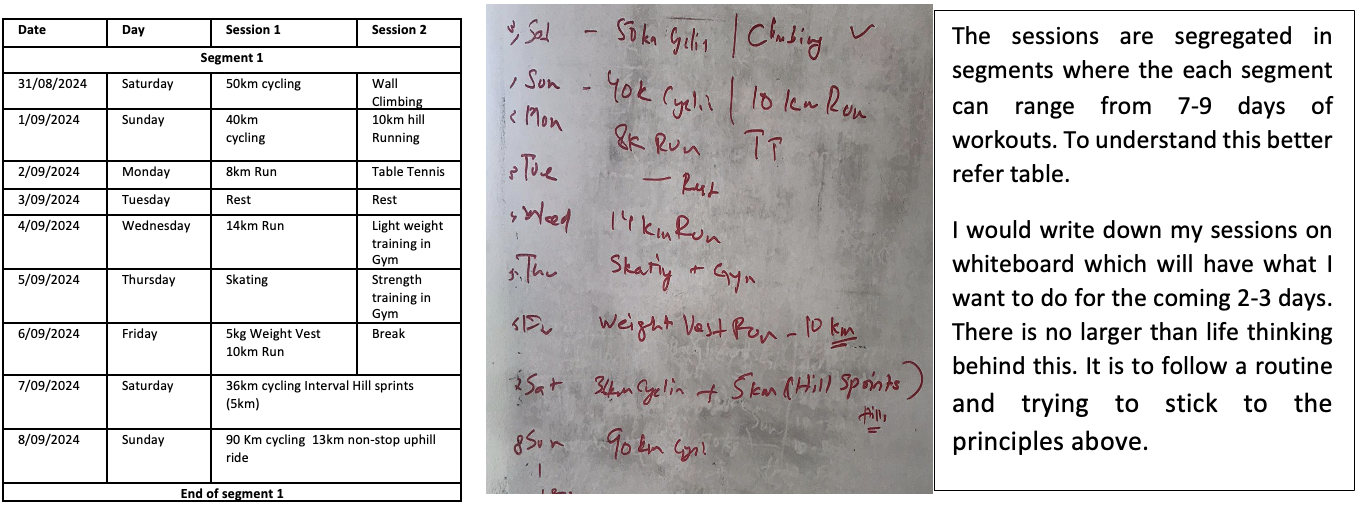 Date Day Session 1 Session 2
Segment 1
31/08/2024 Saturday 50km cycling Wall
Climbing
1/09/2024 Sunday 40km 10km hill
cycling Running
2/09/2024 Monday 8km Run Table Tennis
3/09/2024 Tuesday Rest Rest
4/09/2024 Wednesday 14km Run Light weight
training in
Gym
5/09/2024 Thursday Skating Strength
training in
Gym
6/09/2024 Friday 5kg Weight Vest Break
10km Run
7/09/2024 Saturday 36km cycling Interval Hill sprints
(5km)
8/09/2024 Sunday 90 Km cycling 13km non-stop uphill
ride
End of segment 1
Sat - 50km | Climbing ✓
Sun - 40k | 10 km Run
Mon 8k Run TT
Tue —
14 km Run
Thu + Gym
Weight Vest Run - 10 km
Sat + 5km (Hill Sprints)
Hills
8 Sun 90 km
The sessions are segregated in
segments where the each segment
can range from 7-9 days of
workouts. To understand this better
refer table.
I would write down my sessions on
whiteboard which will have what I
want to do for the coming 2-3 days.
There is no larger than life thinking
behind this. It is to follow a routine
and trying to stick to the
principles above.